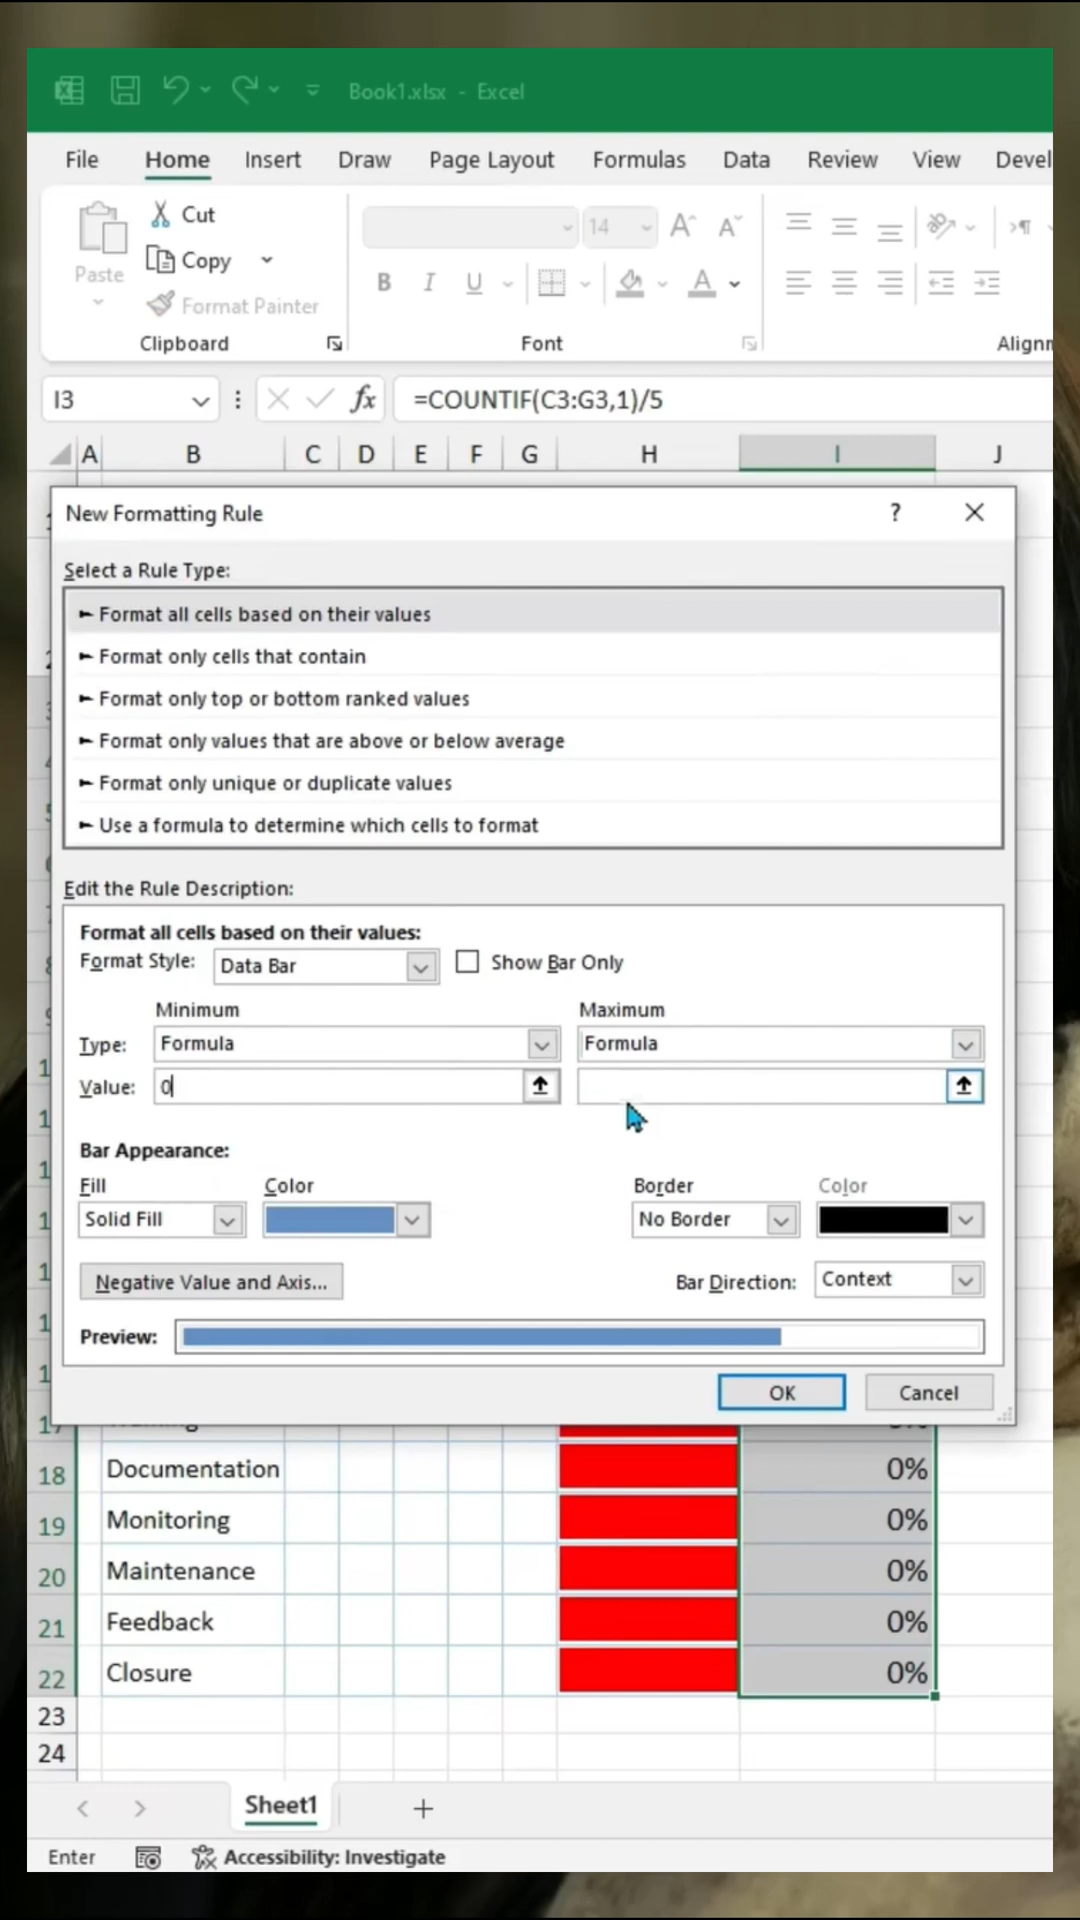 Book1.xlsx - Excel
File Home Insert Draw Page Layout Formulas Data Review View Devel
Cut
14
Copy
Paste
B I U
Format Painter
Clipboard Font Alignm
I3 fx =COUNTIF(C3:G3,1)/5
A B C D E F G H I J
New Formatting Rule ? ✕
Select a Rule Type:
► Format all cells based on their values
► Format only cells that contain
► Format only top or bottom ranked values
► Format only values that are above or below average
► Format only unique or duplicate values
► Use a formula to determine which cells to format
Edit the Rule Description:
Format all cells based on their values:
Format Style: Data Bar Show Bar Only
Minimum Maximum
Type: Formula Formula
Value: 0
Bar Appearance:
Fill Color Border Color
Solid Fill No Border
Negative Value and Axis... Bar Direction: Context
Preview:
OK Cancel
17
18 Documentation 0%
19 Monitoring 0%
20 Maintenance 0%
21 Feedback 0%
22 Closure 0%
23
24
Sheet1 +
Enter Accessibility: Investigate